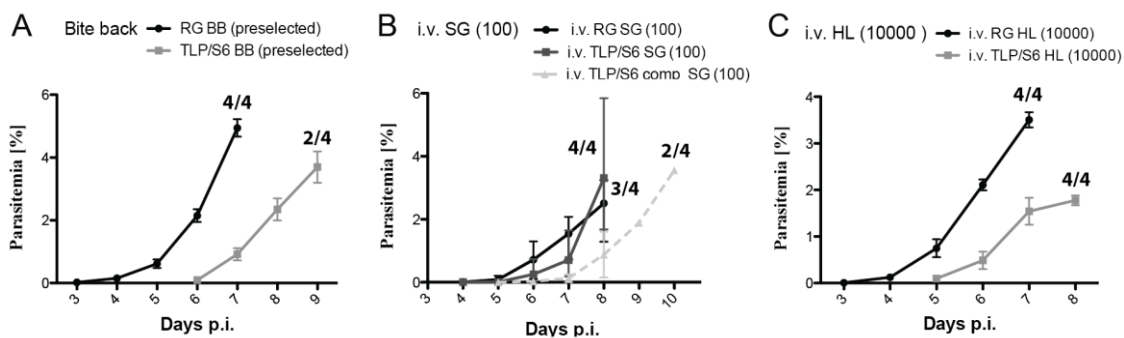 A
Bite back
RG BB (preselected)
TLP/S6 BB (preselected)
Parasitemia [%]
6
4
2
0
4/4
2/4
3
4
5
6
7
8
9
Days p.i.
B
i.v. SG (100)
i.v. RG SG (100)
i.v. TLP/S6 SG (100)
i.v. TLP/S6 comp SG (100)
Parasitemia [%]
6
4
2
0
4/4
3/4
2/4
3
4
5
6
7
8
9
10
Days p.i.
C
i.v. HL (10000 )
i.v. RG HL (10000)
i.v. TLP/S6 HL (10000)
Parasitemia [%]
4
3
2
1
0
4/4
4/4
3
4
5
6
7
8
Days p.i.